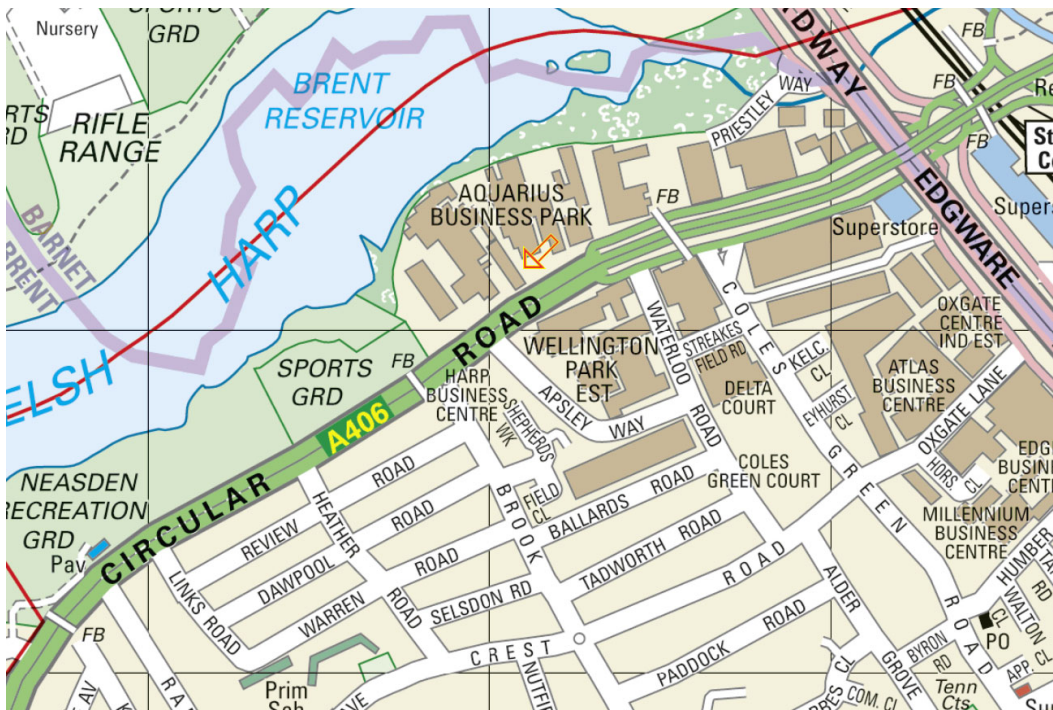 Nursery
SPORTS
GRD
RIFLE
RANGE
BRENT
RESERVOIR
WELSH HARP
BARNET
BRENT
AQUARIUS
BUSINESS PARK
PRIESTLEY WAY
EDGWARE
FB
FB
FB
FB
Superstore
SPORTS
GRD
FB
HARP
BUSINESS
CENTRE
WELLINGTON
PARK
EST
APSLEY WAY
SHEPHERDS WK
WATERLOO ROAD
STREAKES
FIELD RD
DELTA
COURT
COLES GREEN ROAD
KELC.
CL
EYHURST
CL
ATLAS
BUSINESS
CENTRE
OXGATE
CENTRE
IND EST
OXGATE LANE
COLES
GREEN COURT
HORS CL
MILLENNIUM
BUSINESS
CENTRE
CIRCULAR ROAD
A406
NEASDEN
RECREATION
GRD
Pav
FB
LINKS ROAD
REVIEW ROAD
DAWPOOL ROAD
WARREN ROAD
HEATHER ROAD
BROOK
FIELD
CL
BALLARDS ROAD
TADWORTH ROAD
SELSDON RD
CREST ROAD
PADDOCK ROAD
ALDER GROVE
BYRON
RD
HUMBER
WALTON
CL
RD
PO
APP. CL
COM. CL
CL
Tenn
Cts
Prim
AV